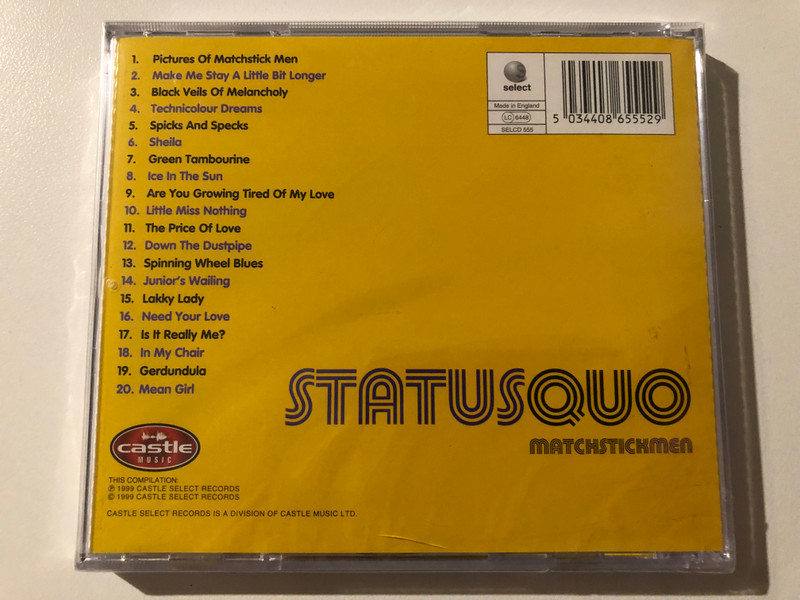 1. Pictures Of Matchstick Men
2. Make Me Stay A Little Bit Longer
3. Black Veils Of Melancholy
4. Technicolour Dreams
5. Spicks And Specks
6. Sheila
7. Green Tambourine
8. Ice In The Sun
9. Are You Growing Tired Of My Love
10. Little Miss Nothing
11. The Price Of Love
12. Down The Dustpipe
13. Spinning Wheel Blues
14. Junior's Wailing
15. Lakky Lady
16. Need Your Love
17. Is It Really Me?
18. In My Chair
19. Gerdundula
20. Mean Girl
select
Made in England
LC 6448
SELCD 555
5 034408 655529
STATUSQUO
MATCHSTICKMEN
castle
MUSIC
THIS COMPILATION:
℗ 1999 CASTLE SELECT RECORDS
© 1999 CASTLE SELECT RECORDS
CASTLE SELECT RECORDS IS A DIVISION OF CASTLE MUSIC LTD.